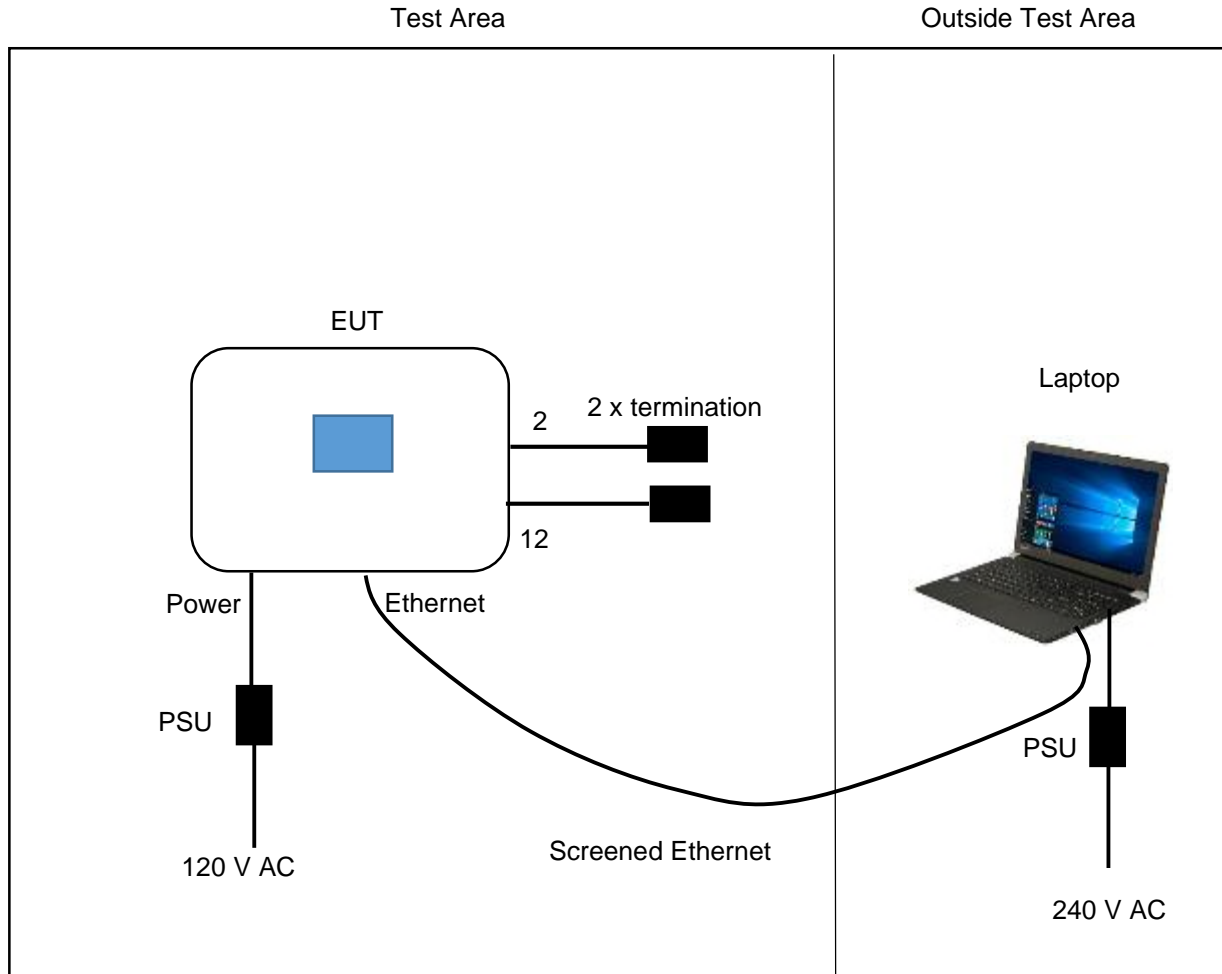 Test Area
Outside Test Area
EUT
Laptop
2
2 x termination
12
Power
Ethernet
PSU
PSU
Screened Ethernet
120 V AC
240 V AC